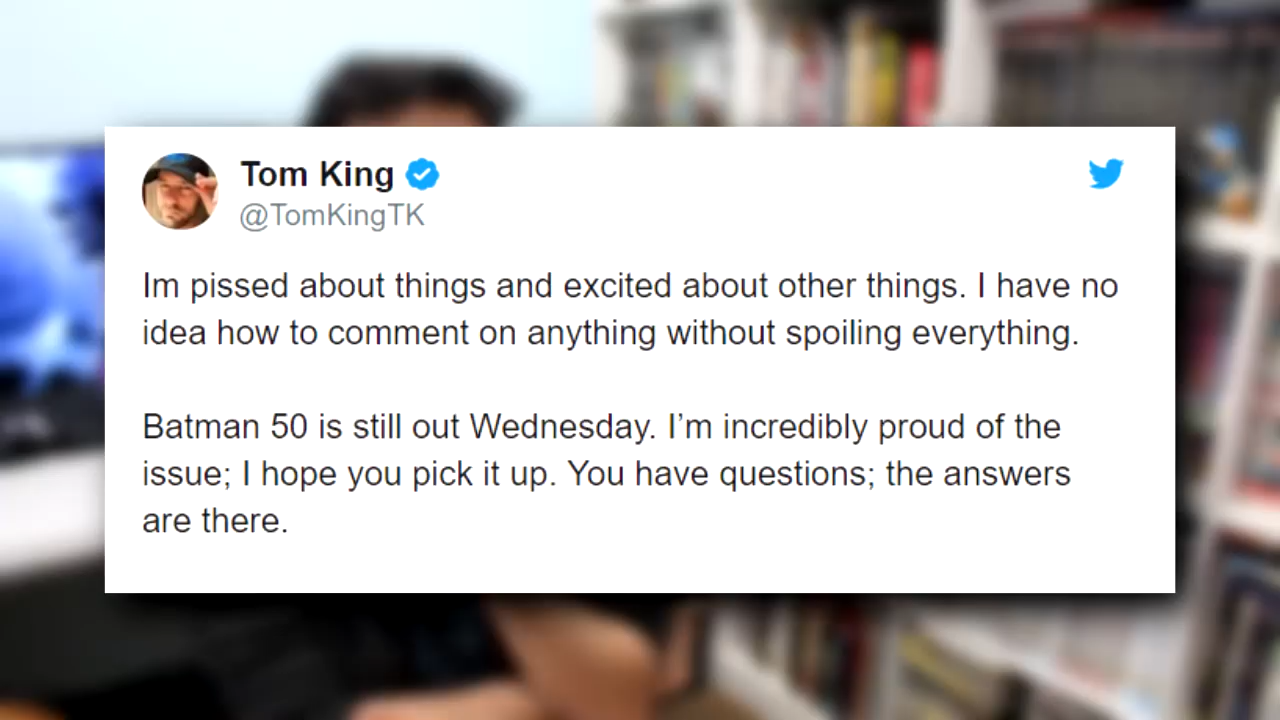 Tom King
@TomKingTK
Im pissed about things and excited about other things. I have no
idea how to comment on anything without spoiling everything.
Batman 50 is still out Wednesday. I’m incredibly proud of the
issue; I hope you pick it up. You have questions; the answers
are there.